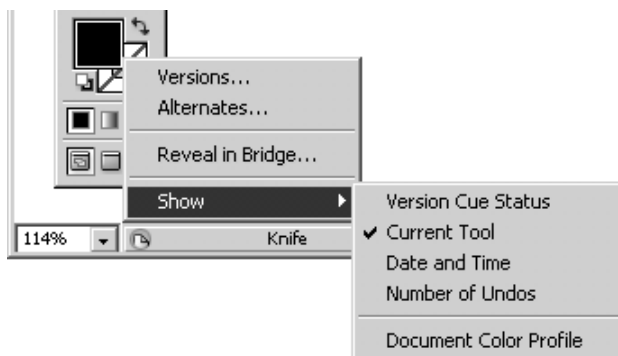 Versions...
Alternates...
Reveal in Bridge...
Show
Version Cue Status
114%
Knife
Current Tool
Date and Time
Number of Undos
Document Color Profile